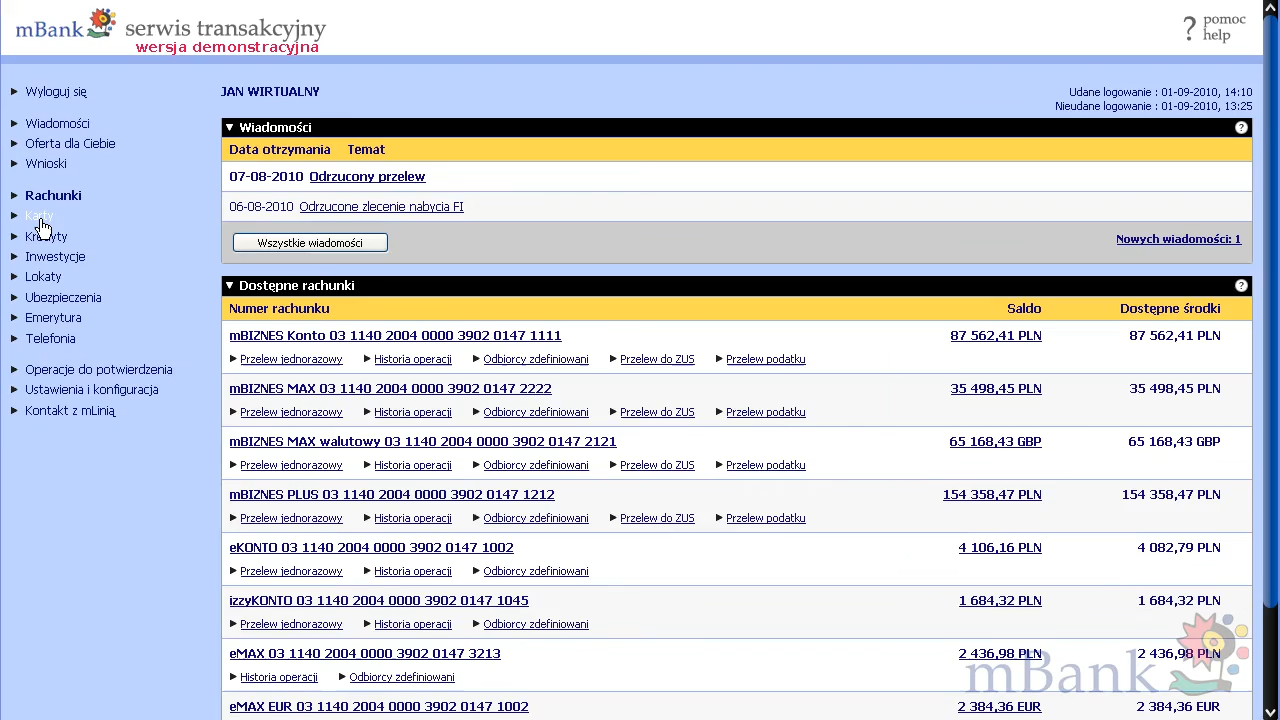 mBank serwis transakcyjny
wersja demonstracyjna
? pomoc
help
Wyloguj się
Wiadomości
Oferta dla Ciebie
Wnioski
Rachunki
Karty
Kredyty
Inwestycje
Lokaty
Ubezpieczenia
Emerytura
Telefonia
Operacje do potwierdzenia
Ustawienia i konfiguracja
Kontakt z mLinią
JAN WIRTUALNY
Udane logowanie : 01-09-2010, 14:10
Nieudane logowanie : 01-09-2010, 13:25
Wiadomości ?
Data otrzymania Temat
07-08-2010 Odrzucony przelew
06-08-2010 Odrzucone zlecenie nabycia FI
Wszystkie wiadomości Nowych wiadomości: 1
Dostępne rachunki ?
Numer rachunku Saldo Dostępne środki
mBIZNES Konto 03 1140 2004 0000 3902 0147 1111 87 562,41 PLN 87 562,41 PLN
Przelew jednorazowy Historia operacji Odbiorcy zdefiniowani Przelew do ZUS Przelew podatku
mBIZNES MAX 03 1140 2004 0000 3902 0147 2222 35 498,45 PLN 35 498,45 PLN
Przelew jednorazowy Historia operacji Odbiorcy zdefiniowani Przelew do ZUS Przelew podatku
mBIZNES MAX walutowy 03 1140 2004 0000 3902 0147 2121 65 168,43 GBP 65 168,43 GBP
Przelew jednorazowy Historia operacji Odbiorcy zdefiniowani Przelew do ZUS Przelew podatku
mBIZNES PLUS 03 1140 2004 0000 3902 0147 1212 154 358,47 PLN 154 358,47 PLN
Przelew jednorazowy Historia operacji Odbiorcy zdefiniowani Przelew do ZUS Przelew podatku
eKONTO 03 1140 2004 0000 3902 0147 1002 4 106,16 PLN 4 082,79 PLN
Przelew jednorazowy Historia operacji Odbiorcy zdefiniowani
izzyKONTO 03 1140 2004 0000 3902 0147 1045 1 684,32 PLN 1 684,32 PLN
Przelew jednorazowy Historia operacji Odbiorcy zdefiniowani
eMAX 03 1140 2004 0000 3902 0147 3213 2 436,98 PLN 2 436,98 PLN
Historia operacji Odbiorcy zdefiniowani
mBank
eMAX EUR 03 1140 2004 0000 3902 0147 1002 2 384,36 EUR 2 384,36 EUR